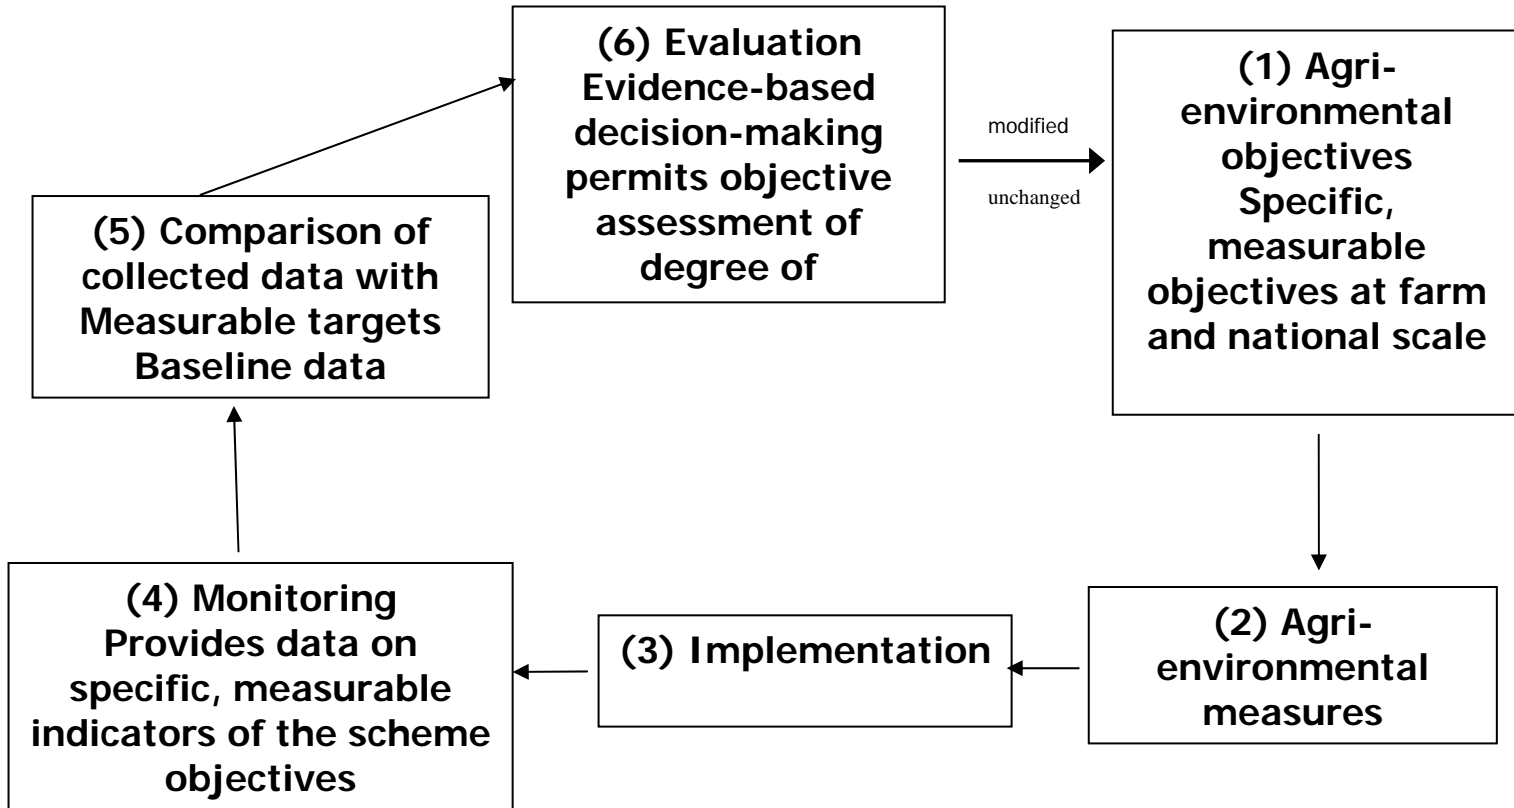 (6) Evaluation
Evidence-based
decision-making
permits objective
assessment of
degree of
modified
unchanged
(1) Agri-
environmental
objectives
Specific,
measurable
objectives at farm
and national scale
(5) Comparison of
collected data with
Measurable targets
Baseline data
(4) Monitoring
Provides data on
specific, measurable
indicators of the scheme
objectives
(3) Implementation
(2) Agri-
environmental
measures